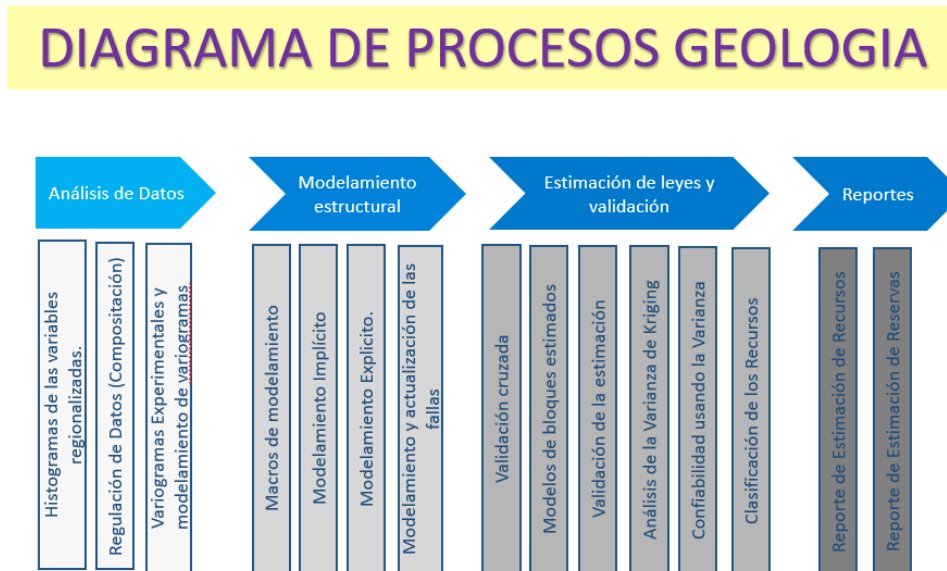 DIAGRAMA DE PROCESOS GEOLOGIA
Análisis de Datos
Modelamiento
estructural
Estimación de leyes y
validación
Reportes
Histogramas de las variables
regionalizadas.
Regulación de Datos (Compositación)
Variogramas Experimentales y
modelamiento de variogramas
Macros de modelamiento
Modelamiento Implícito
Modelamiento Explicito.
Modelamiento y actualización de las
fallas
Validación cruzada
Modelos de bloques estimados
Validación de la estimación
Análisis de la Varianza de Kriging
Confiabilidad usando la Varianza
Clasificación de los Recursos
Reporte de Estimación de Recursos
Reporte de Estimación de Reservas